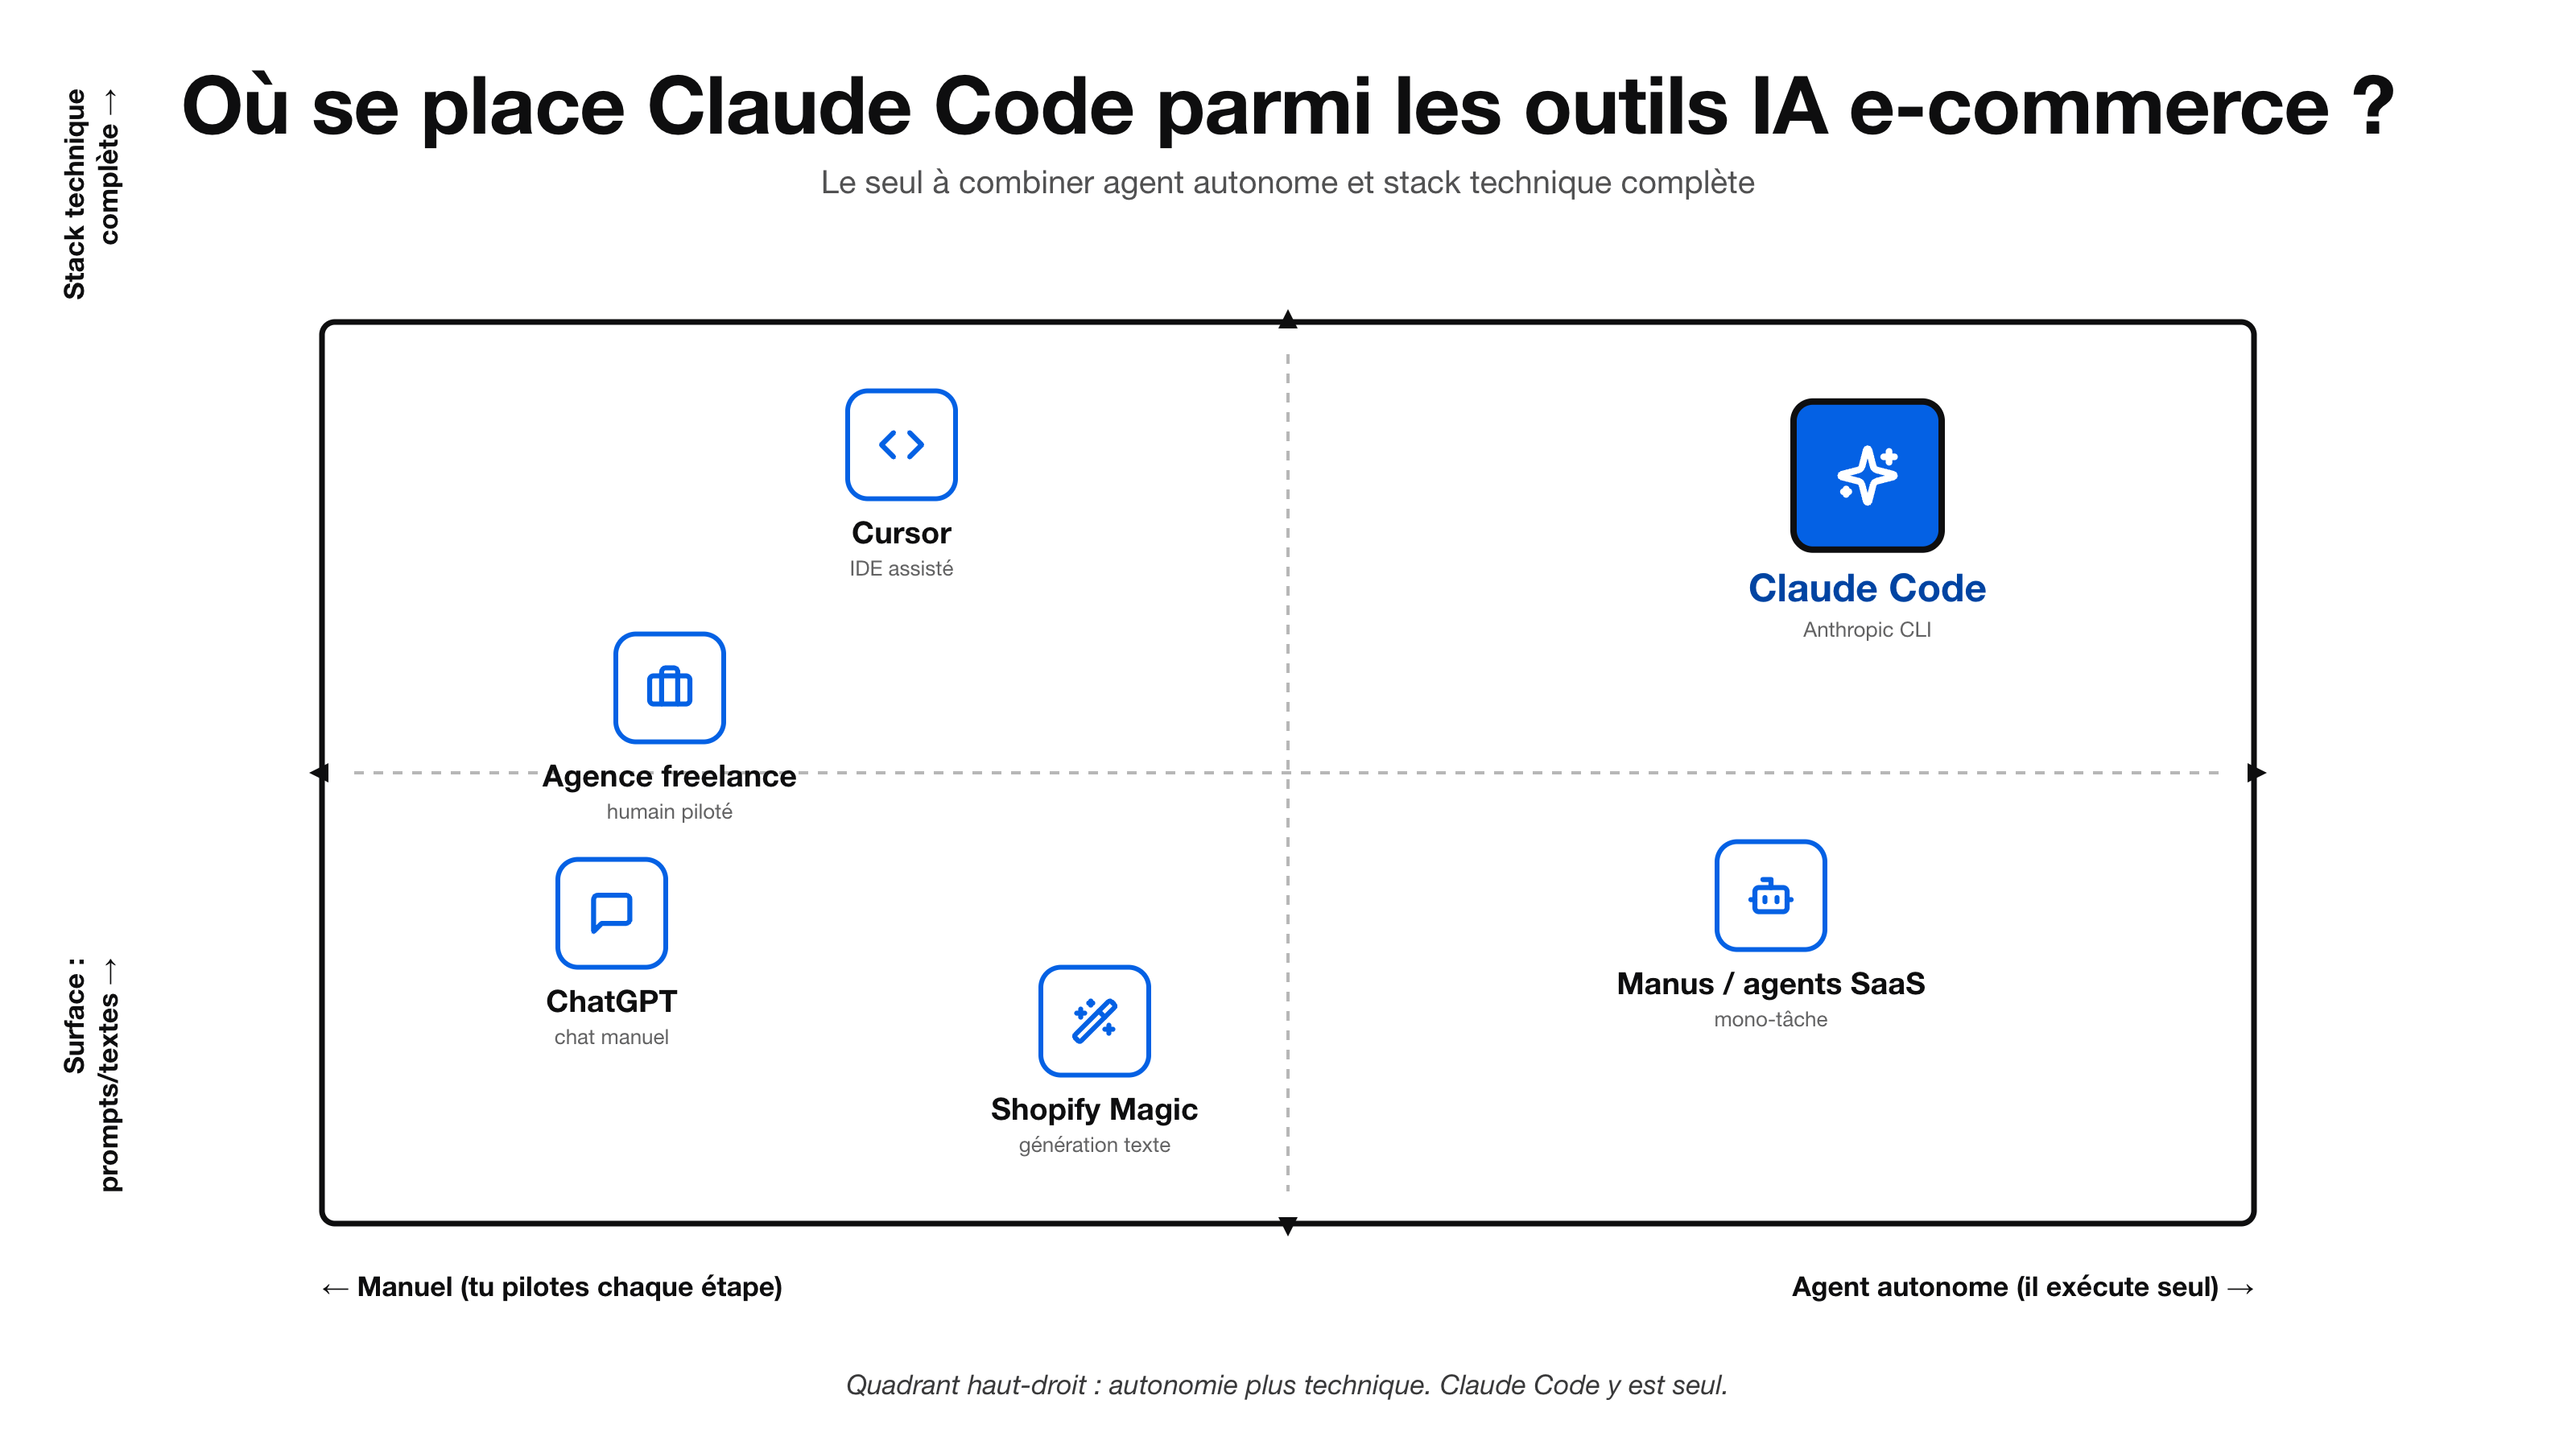 Où se place Claude Code parmi les outils IA e-commerce ?
Le seul à combiner agent autonome et stack technique complète
Stack technique
complète →
Cursor
IDE assisté
Claude Code
Anthropic CLI
Agence freelance
humain piloté
ChatGPT
chat manuel
Manus / agents SaaS
mono-tâche
Shopify Magic
génération texte
Surface :
prompts/textes →
← Manuel (tu pilotes chaque étape)
Agent autonome (il exécute seul) →
Quadrant haut-droit : autonomie plus technique. Claude Code y est seul.